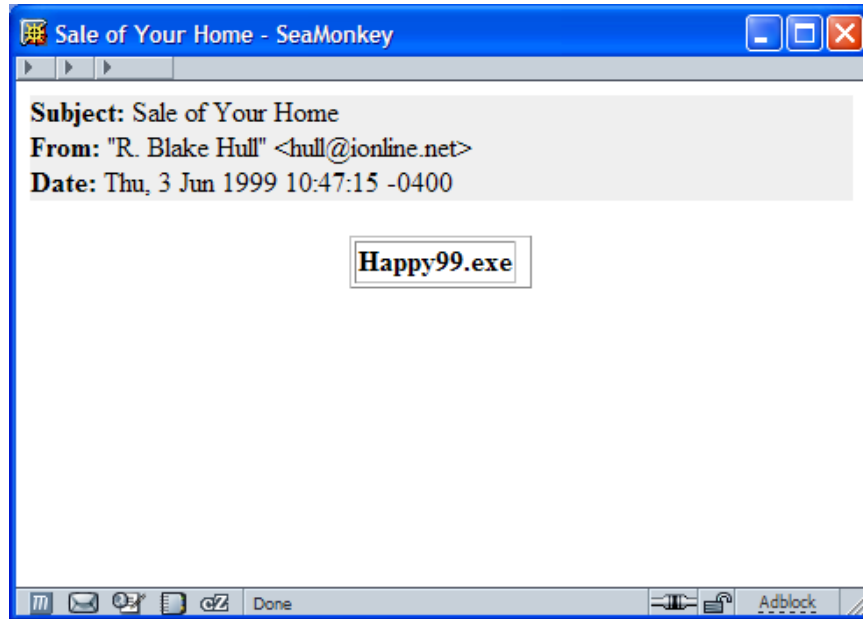 Sale of Your Home - SeaMonkey
Subject: Sale of Your Home
From: "R. Blake Hull" <hull@ionline.net>
Date: Thu, 3 Jun 1999 10:47:15 -0400
Happy99.exe
Done
Adblock